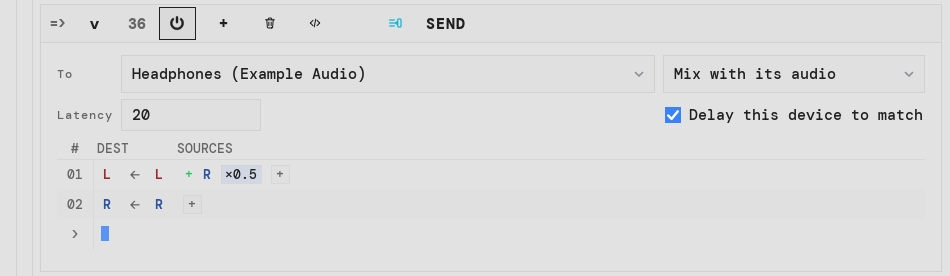 => v 36 + </> SEND
To Headphones (Example Audio) Mix with its audio
Latency 20 Delay this device to match
# DEST SOURCES
01 L ← L + R ×0.5 +
02 R ← R +
›